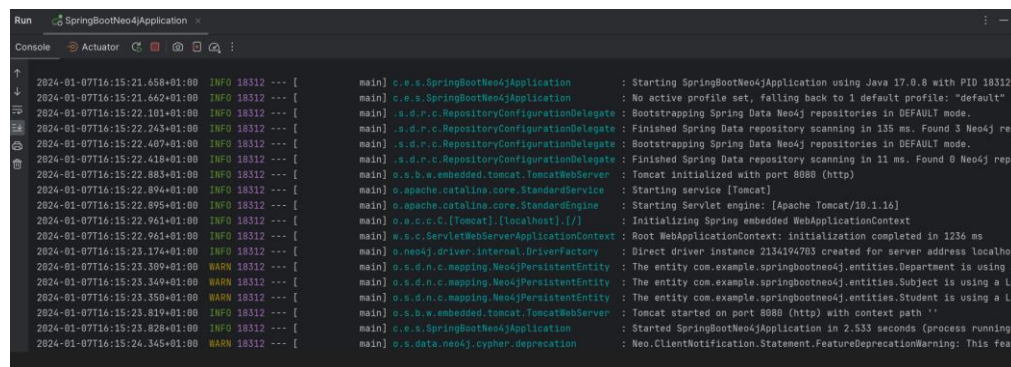 Run SpringBootNeo4jApplication
Console Actuator
2024-01-07T16:15:21.658+01:00 INFO 18312 --- [ main] c.e.s.SpringBootNeo4jApplication : Starting SpringBootNeo4jApplication using Java 17.0.8 with PID 18312
2024-01-07T16:15:21.662+01:00 INFO 18312 --- [ main] c.e.s.SpringBootNeo4jApplication : No active profile set, falling back to 1 default profile: "default"
2024-01-07T16:15:22.101+01:00 INFO 18312 --- [ main] .s.d.r.c.RepositoryConfigurationDelegate : Bootstrapping Spring Data Neo4j repositories in DEFAULT mode.
2024-01-07T16:15:22.243+01:00 INFO 18312 --- [ main] .s.d.r.c.RepositoryConfigurationDelegate : Finished Spring Data repository scanning in 135 ms. Found 3 Neo4j re
2024-01-07T16:15:22.407+01:00 INFO 18312 --- [ main] .s.d.r.c.RepositoryConfigurationDelegate : Bootstrapping Spring Data Neo4j repositories in DEFAULT mode.
2024-01-07T16:15:22.418+01:00 INFO 18312 --- [ main] .s.d.r.c.RepositoryConfigurationDelegate : Finished Spring Data repository scanning in 11 ms. Found 0 Neo4j rep
2024-01-07T16:15:22.883+01:00 INFO 18312 --- [ main] o.s.b.w.embedded.tomcat.TomcatWebServer : Tomcat initialized with port 8080 (http)
2024-01-07T16:15:22.894+01:00 INFO 18312 --- [ main] o.apache.catalina.core.StandardService : Starting service [Tomcat]
2024-01-07T16:15:22.895+01:00 INFO 18312 --- [ main] o.apache.catalina.core.StandardEngine : Starting Servlet engine: [Apache Tomcat/10.1.16]
2024-01-07T16:15:22.961+01:00 INFO 18312 --- [ main] o.a.c.c.C.[Tomcat].[localhost].[/] : Initializing Spring embedded WebApplicationContext
2024-01-07T16:15:22.961+01:00 INFO 18312 --- [ main] w.s.c.ServletWebServerApplicationContext : Root WebApplicationContext: initialization completed in 1236 ms
2024-01-07T16:15:23.174+01:00 INFO 18312 --- [ main] o.neo4j.driver.internal.DriverFactory : Direct driver instance 2134194703 created for server address localho
2024-01-07T16:15:23.309+01:00 WARN 18312 --- [ main] o.s.d.n.c.mapping.Neo4jPersistentEntity : The entity com.example.springbootneo4j.entities.Department is using
2024-01-07T16:15:23.349+01:00 WARN 18312 --- [ main] o.s.d.n.c.mapping.Neo4jPersistentEntity : The entity com.example.springbootneo4j.entities.Subject is using a L
2024-01-07T16:15:23.350+01:00 WARN 18312 --- [ main] o.s.d.n.c.mapping.Neo4jPersistentEntity : The entity com.example.springbootneo4j.entities.Student is using a L
2024-01-07T16:15:23.819+01:00 INFO 18312 --- [ main] o.s.b.w.embedded.tomcat.TomcatWebServer : Tomcat started on port 8080 (http) with context path ''
2024-01-07T16:15:23.828+01:00 INFO 18312 --- [ main] c.e.s.SpringBootNeo4jApplication : Started SpringBootNeo4jApplication in 2.533 seconds (process running
2024-01-07T16:15:24.345+01:00 WARN 18312 --- [ main] o.s.data.neo4j.cypher.deprecation : Neo.ClientNotification.Statement.FeatureDeprecationWarning: This fea